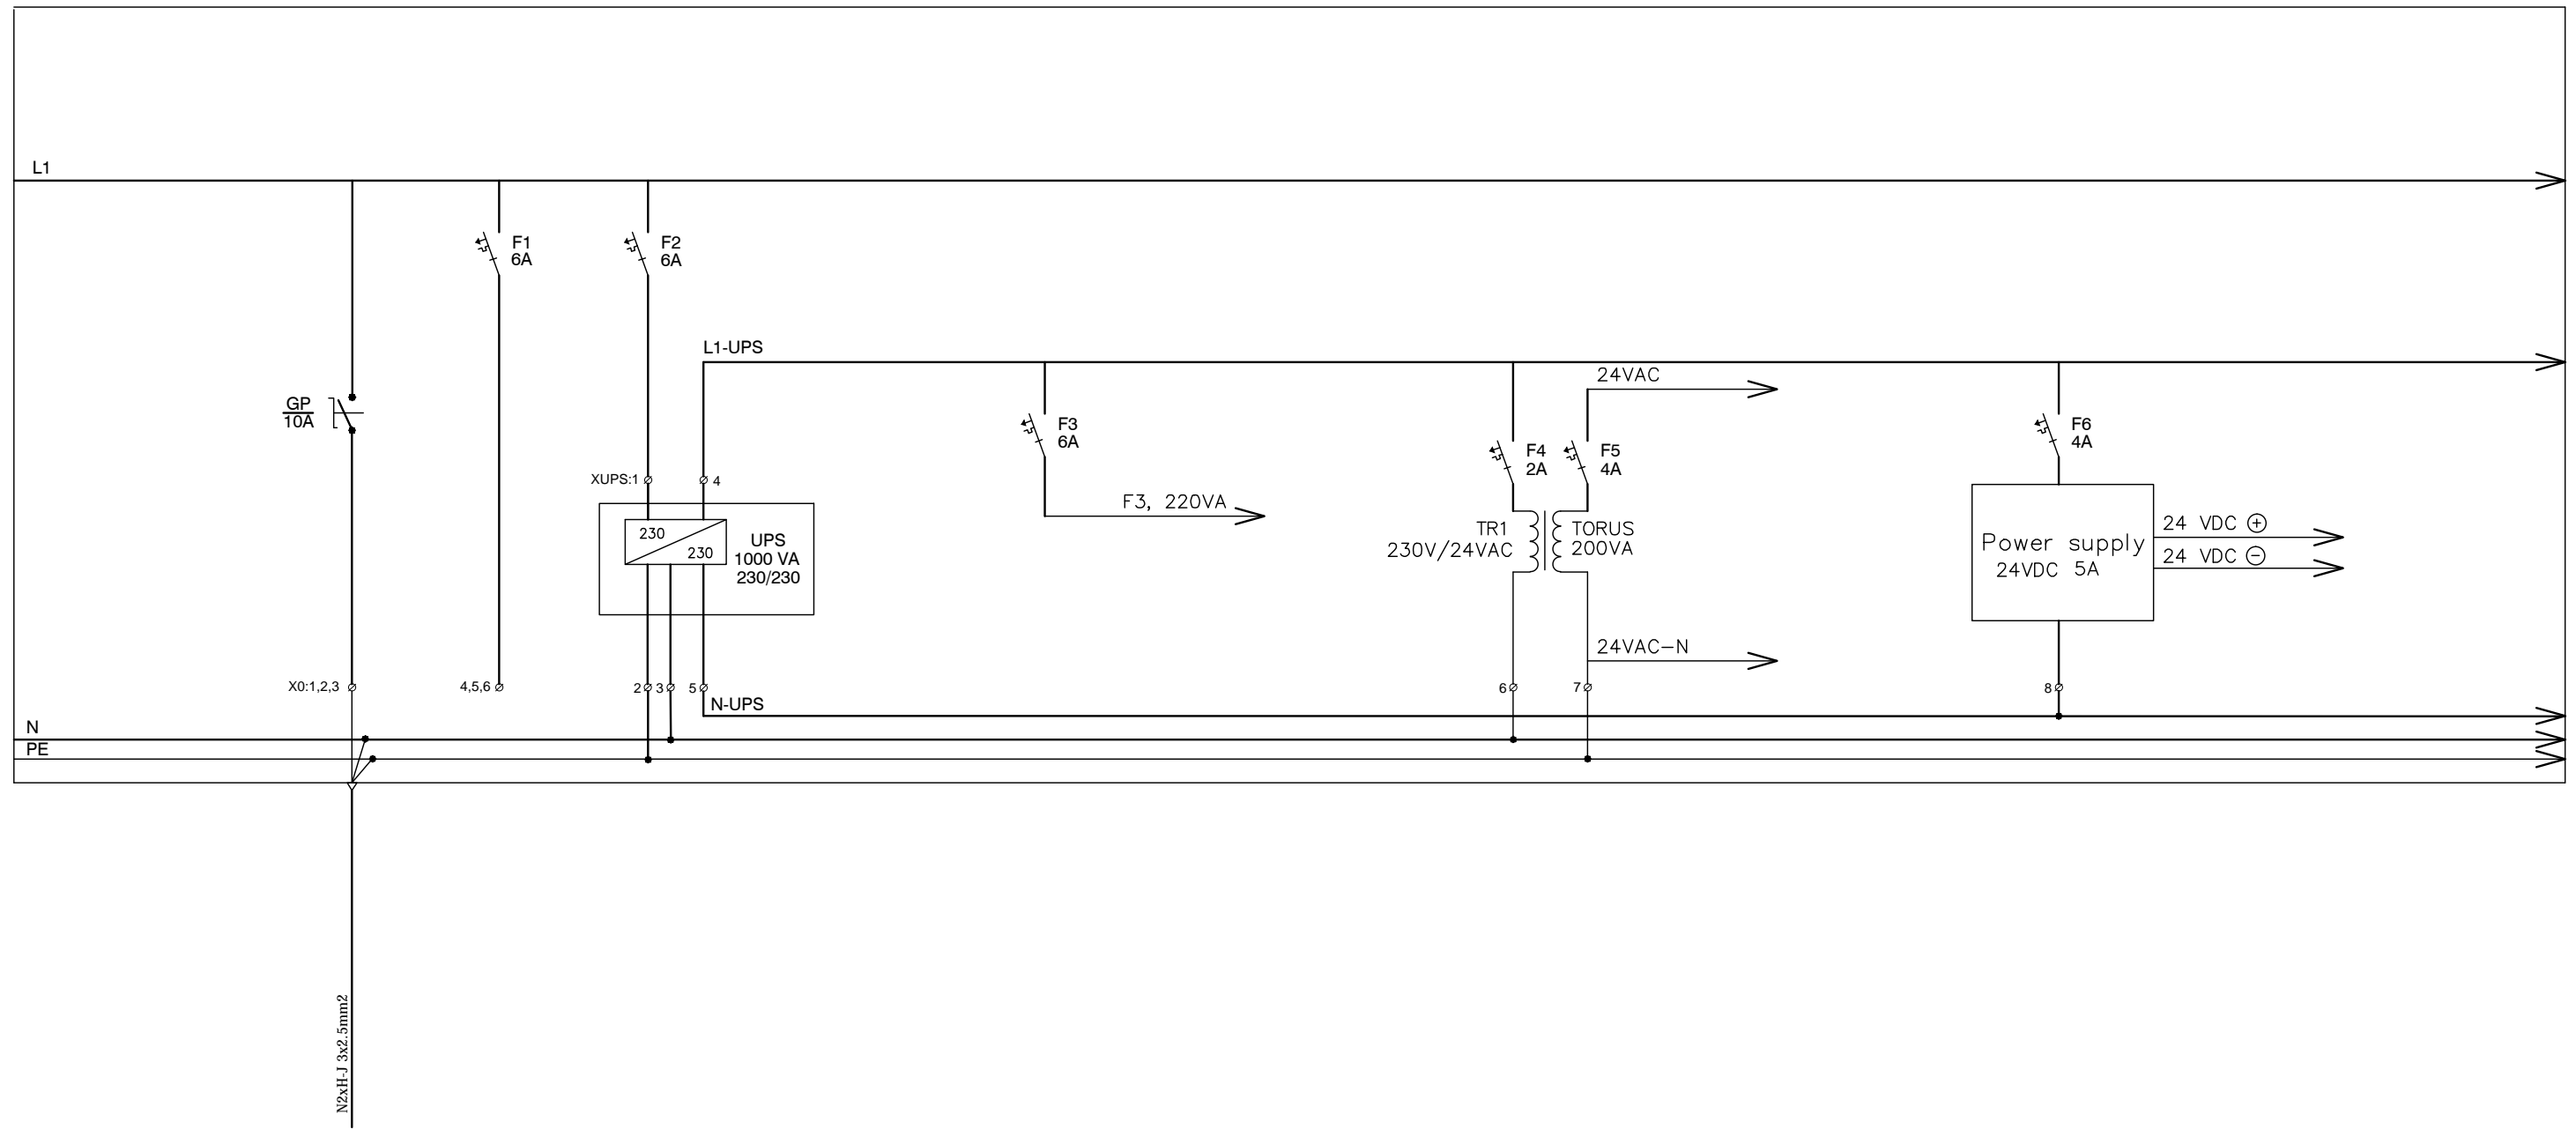 L1
F1
6A
F2
6A
L1-UPS
24VAC
GP
10A
F3
6A
F4
2A
F5
4A
F6
4A
XUPS:1
4
F3, 220VA
230
230
UPS
1000 VA
230/230
TR1
230V/24VAC
TORUS
200VA
Power supply
24VDC 5A
24 VDC +
24 VDC −
24VAC-N
X0:1,2,3
4,5,6
2
3
5
6
7
8
N-UPS
N
PE
N2xH-J 3x2.5mm2